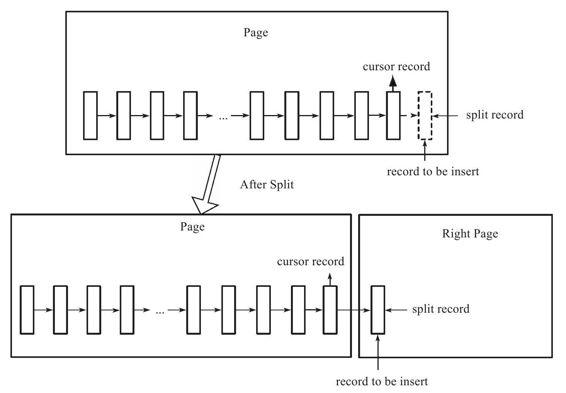 Page
cursor record
...
split record
record to be insert
After Split
Page
Right Page
cursor record
...
split record
record to be insert